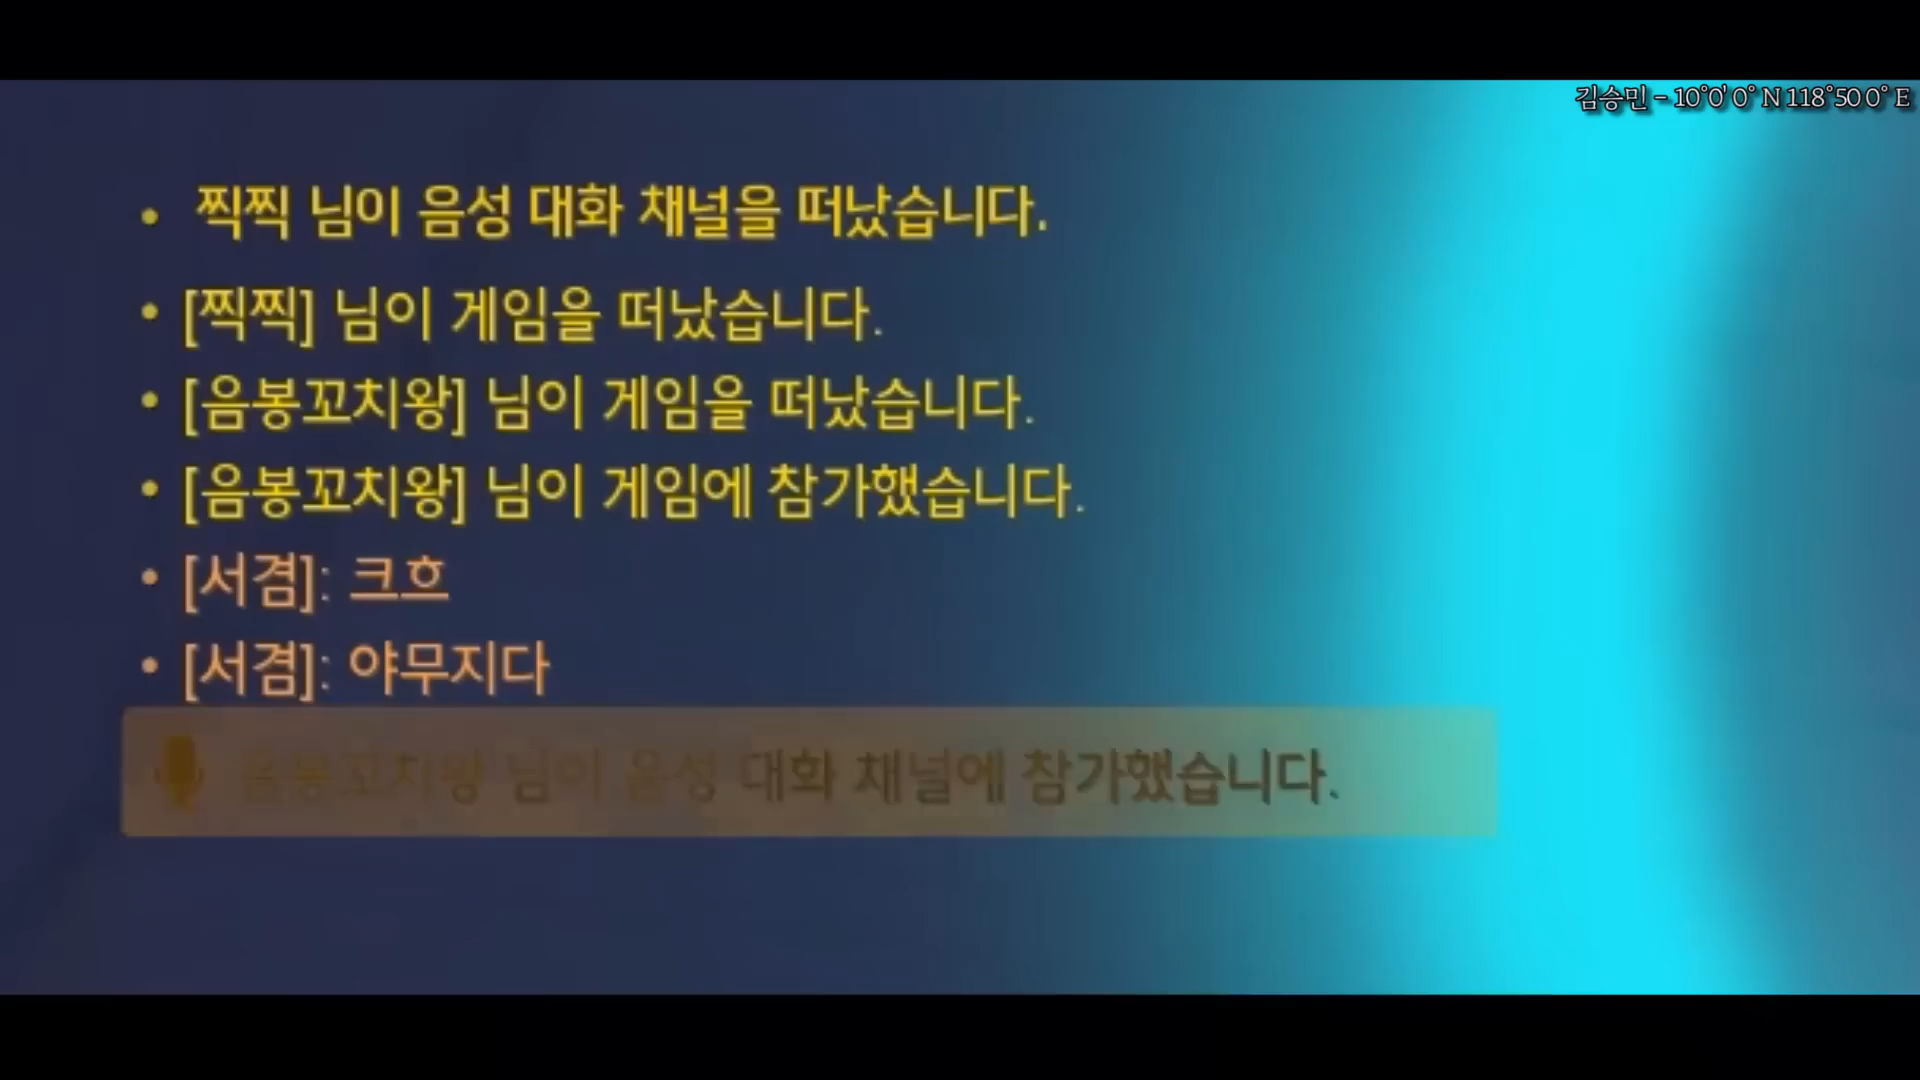 김승민 - 10°0' 0" N 118°50 0" E
• 찍찍 님이 음성 대화 채널을 떠났습니다.
• [찍찍] 님이 게임을 떠났습니다.
• [음봉꼬치왕] 님이 게임을 떠났습니다.
• [음봉꼬치왕] 님이 게임에 참가했습니다.
• [서겸]: 크흐
• [서겸]: 야무지다
음봉꼬치왕 님이 음성 대화 채널에 참가했습니다.